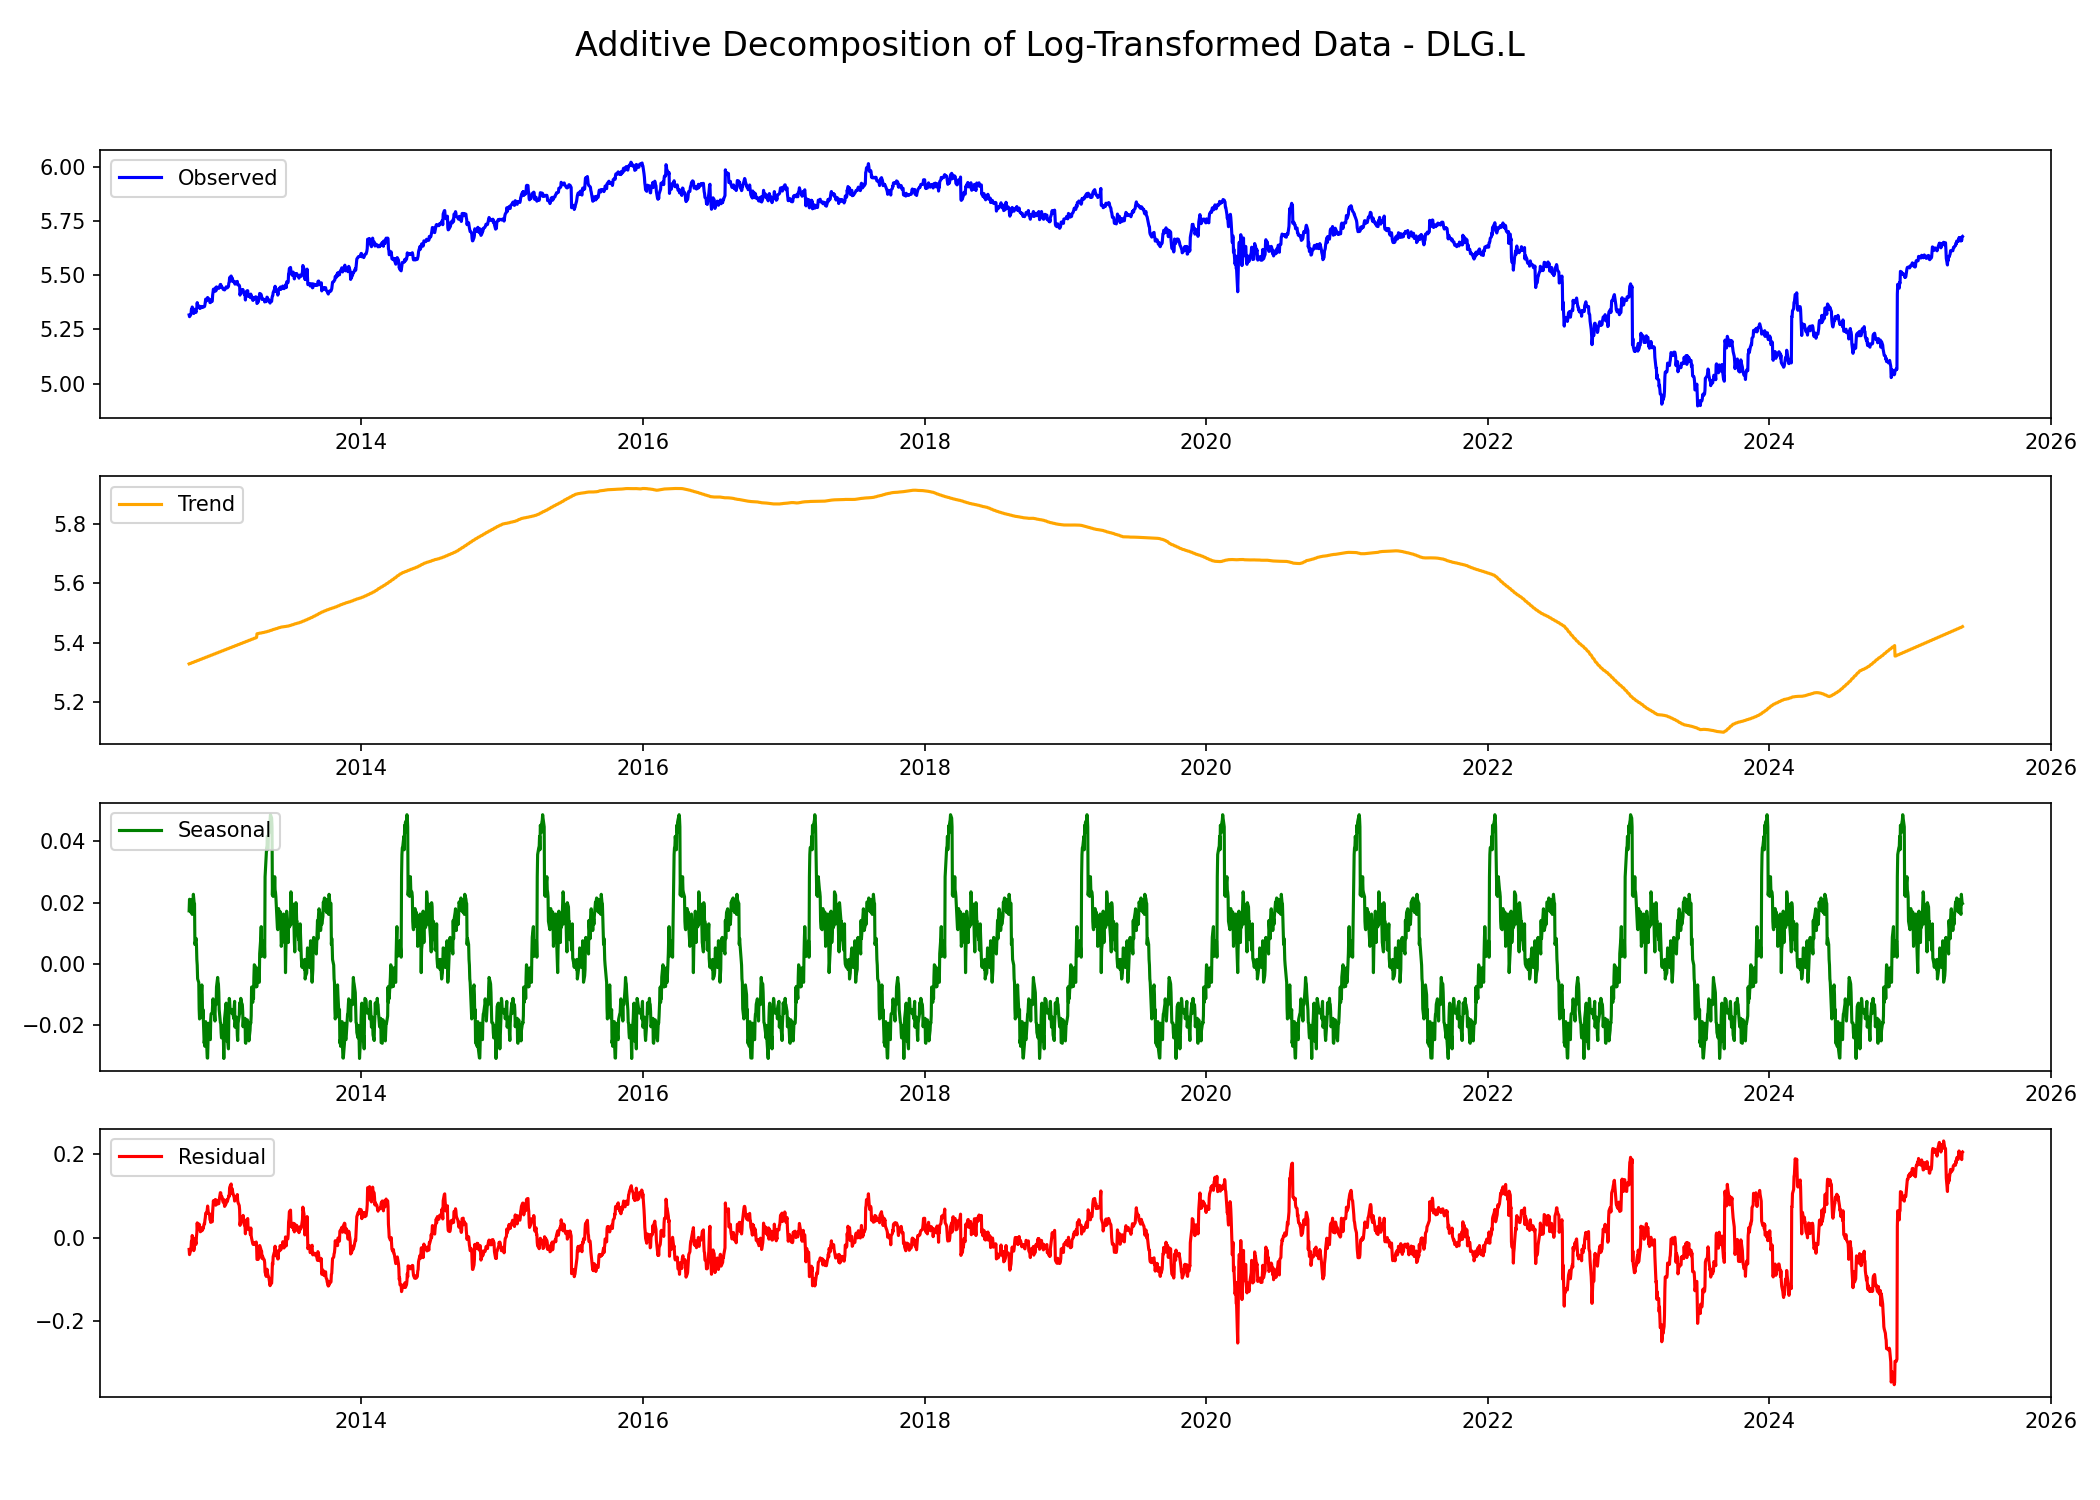 Additive Decomposition of Log-Transformed Data - DLG.L
Observed
6.00
5.75
5.50
5.25
5.00
2014 2016 2018 2020 2022 2024 2026
Trend
5.8
5.6
5.4
5.2
2014 2016 2018 2020 2022 2024 2026
Seasonal
0.04
0.02
0.00
−0.02
2014 2016 2018 2020 2022 2024 2026
Residual
0.2
0.0
−0.2
2014 2016 2018 2020 2022 2024 2026